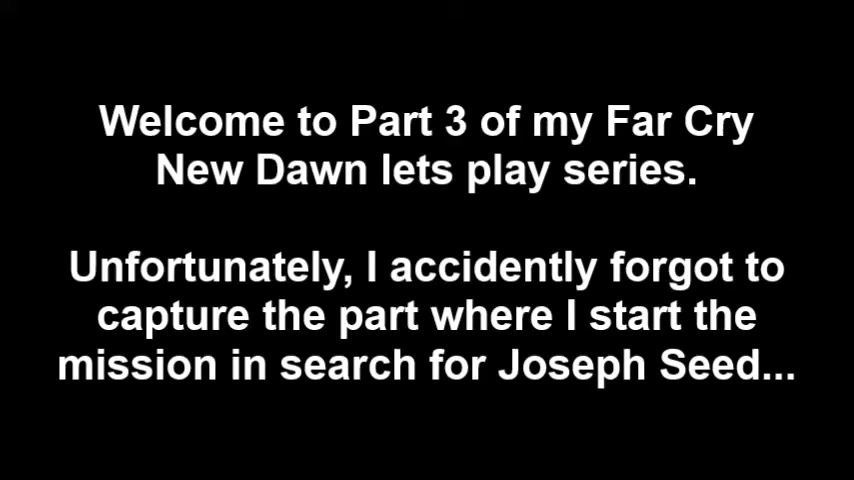 Welcome to Part 3 of my Far Cry
New Dawn lets play series.
Unfortunately, I accidently forgot to
capture the part where I start the
mission in search for Joseph Seed...